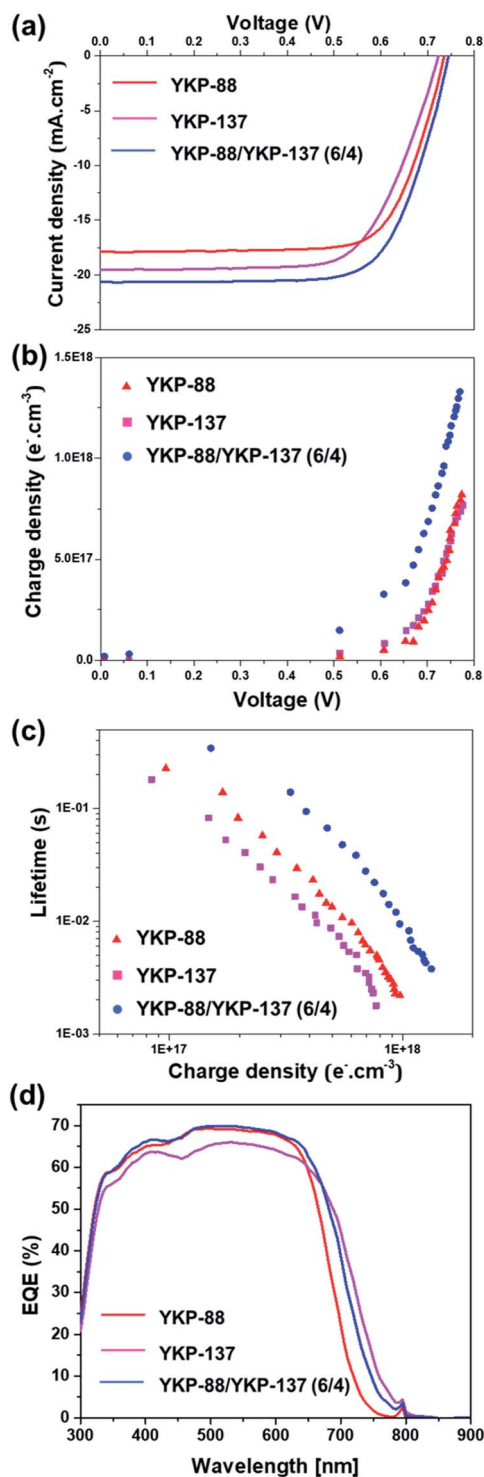 (a)
Voltage (V)
0.0 0.1 0.2 0.3 0.4 0.5 0.6 0.7 0.8
Current density (mA.cm-2)
0
-5
-10
-15
-20
-25
YKP-88
YKP-137
YKP-88/YKP-137 (6/4)
(b)
Charge density (e-.cm-3)
1.5E18
1.0E18
5.0E17
0.0
YKP-88
YKP-137
YKP-88/YKP-137 (6/4)
0.0 0.1 0.2 0.3 0.4 0.5 0.6 0.7 0.8
Voltage (V)
(c)
Lifetime (s)
1E-01
1E-02
1E-03
YKP-88
YKP-137
YKP-88/YKP-137 (6/4)
1E+17 1E+18
Charge density (e-.cm-3)
(d)
EQE (%)
70
60
50
40
30
20
10
0
YKP-88
YKP-137
YKP-88/YKP-137 (6/4)
300 400 500 600 700 800 900
Wavelength [nm]